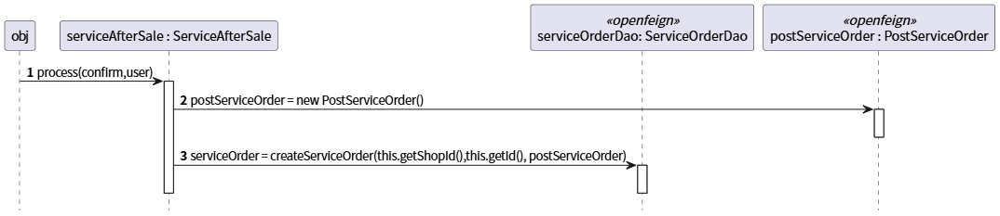 «openfeign»
«openfeign»
obj
serviceAfterSale : ServiceAfterSale
serviceOrderDao: ServiceOrderDao
postServiceOrder : PostServiceOrder
1 process(confirm,user)
2 postServiceOrder = new PostServiceOrder()
3 serviceOrder = createServiceOrder(this.getShopId(),this.getId(), postServiceOrder)